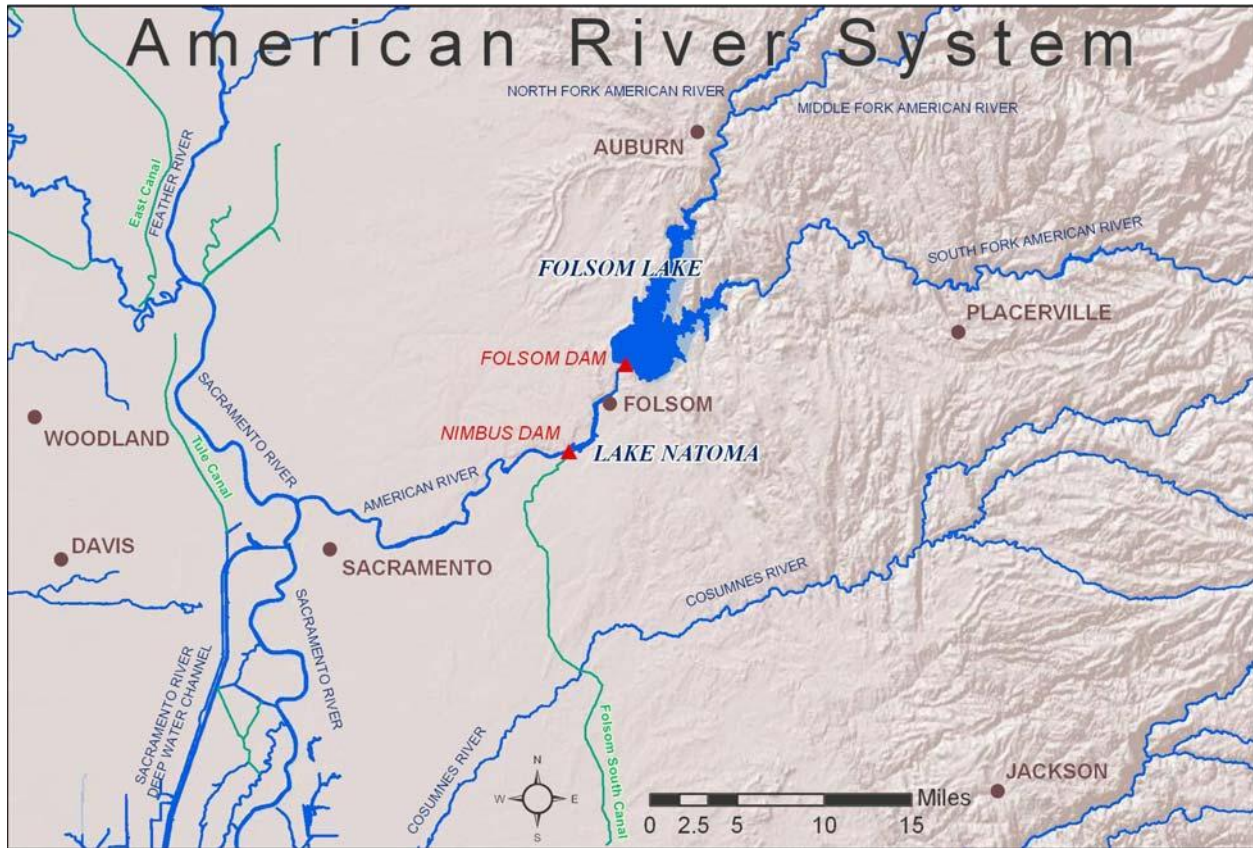 American River System
NORTH FORK AMERICAN RIVER
MIDDLE FORK AMERICAN RIVER
AUBURN
East Canal
FEATHER RIVER
SOUTH FORK AMERICAN RIVER
FOLSOM LAKE
PLACERVILLE
FOLSOM DAM
SACRAMENTO RIVER
FOLSOM
WOODLAND
NIMBUS DAM
LAKE NATOMA
Tule Canal
AMERICAN RIVER
DAVIS
SACRAMENTO
COSUMNES RIVER
SACRAMENTO RIVER
SACRAMENTO RIVER
DEEP WATER CHANNEL
COSUMNES RIVER
Folsom South Canal
JACKSON
N
W E
S
Miles
0 2.5 5 10 15